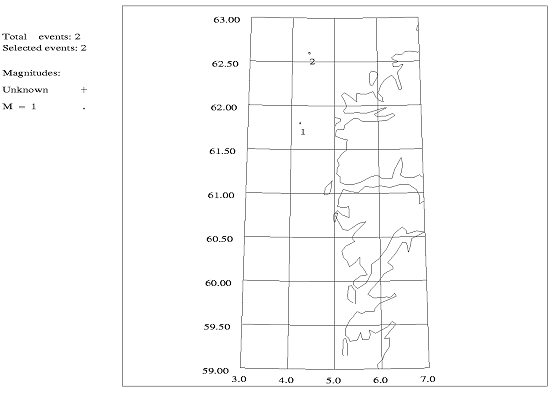 Total events: 2
Selected events: 2
Magnitudes:
Unknown +
M = 1 .
63.00
62.50
2
62.00
1
61.50
61.00
60.50
60.00
59.50
59.00
3.0 4.0 5.0 6.0 7.0